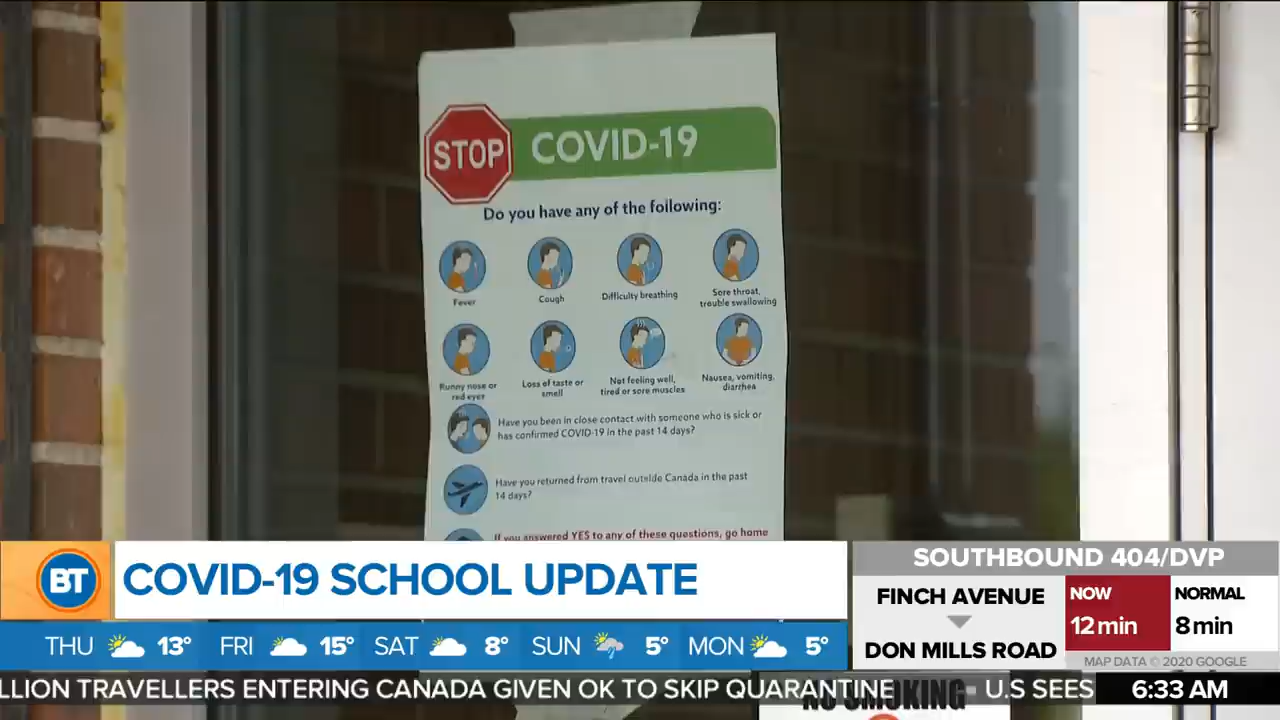 STOP
COVID-19
Do you have any of the following:
Fever
Cough
Difficulty breathing
Sore throat,
trouble swallowing
Runny nose or
red eyes
Loss of taste or
smell
Not feeling well,
tired or sore muscles
Nausea, vomiting,
diarrhea
Have you been in close contact with someone who is sick or
has confirmed COVID-19 in the past 14 days?
Have you returned from travel outside Canada in the past
14 days?
If you answered YES to any of these questions, go home
BT
COVID-19 SCHOOL UPDATE
THU 13° FRI 15° SAT 8° SUN 5° MON 5°
SOUTHBOUND 404/DVP
FINCH AVENUE
DON MILLS ROAD
NOW
12 min
NORMAL
8 min
MAP DATA © 2020 GOOGLE
LLION TRAVELLERS ENTERING CANADA GIVEN OK TO SKIP QUARANTINE U.S SEES
6:33 AM
NO SMOKING